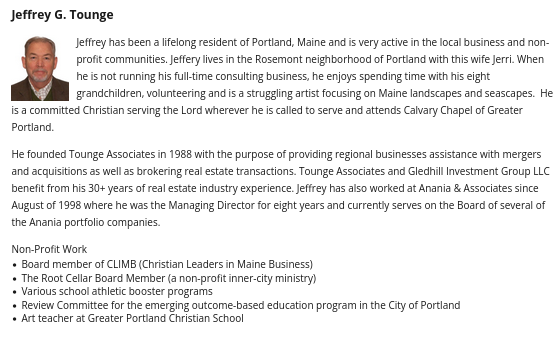 Jeffrey G. Tounge
Jeffrey has been a lifelong resident of Portland, Maine and is very active in the local business and non-
profit communities. Jeffery lives in the Rosemont neighborhood of Portland with this wife Jerri. When
he is not running his full-time consulting business, he enjoys spending time with his eight
grandchildren, volunteering and is a struggling artist focusing on Maine landscapes and seascapes. He
is a committed Christian serving the Lord wherever he is called to serve and attends Calvary Chapel of Greater
Portland.
He founded Tounge Associates in 1988 with the purpose of providing regional businesses assistance with mergers
and acquisitions as well as brokering real estate transactions. Tounge Associates and Gledhill Investment Group LLC
benefit from his 30+ years of real estate industry experience. Jeffrey has also worked at Anania & Associates since
August of 1998 where he was the Managing Director for eight years and currently serves on the Board of several of
the Anania portfolio companies.
Non-Profit Work
• Board member of CLIMB (Christian Leaders in Maine Business)
• The Root Cellar Board Member (a non-profit inner-city ministry)
• Various school athletic booster programs
• Review Committee for the emerging outcome-based education program in the City of Portland
• Art teacher at Greater Portland Christian School